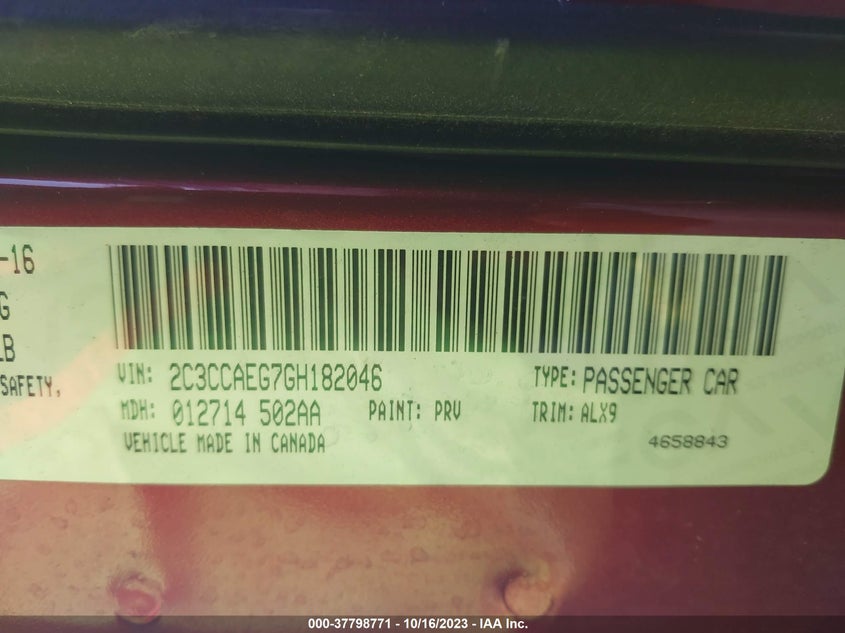 -16
G
LB
SAFETY,
VIN: 2C3CCAEG7GH182046 TYPE: PASSENGER CAR
MDH: 012714 502AA PAINT: PRV TRIM: ALX9
VEHICLE MADE IN CANADA 4658843
000-37798771 - 10/16/2023 - IAA Inc.